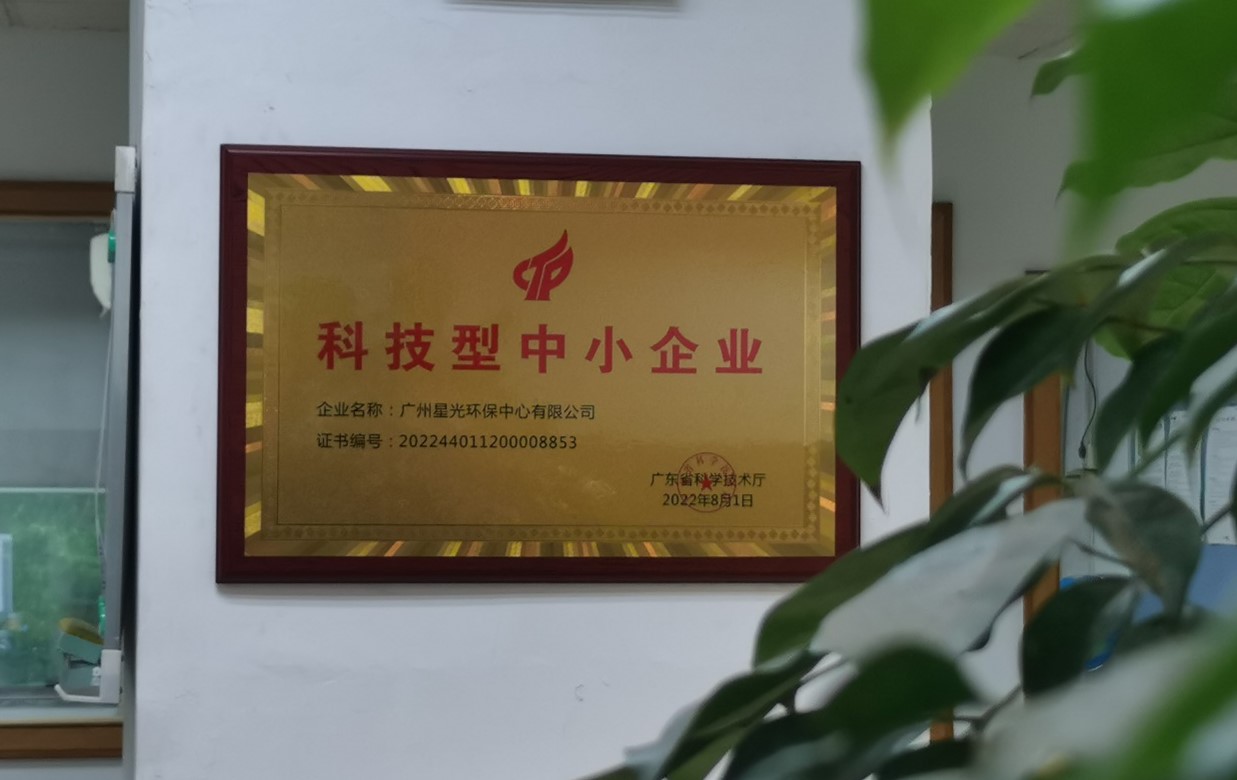 科技型中小企业
企业名称：广州星光环保中心有限公司
证书编号：202244011200008853
广东省科学技术厅
2022年8月1日